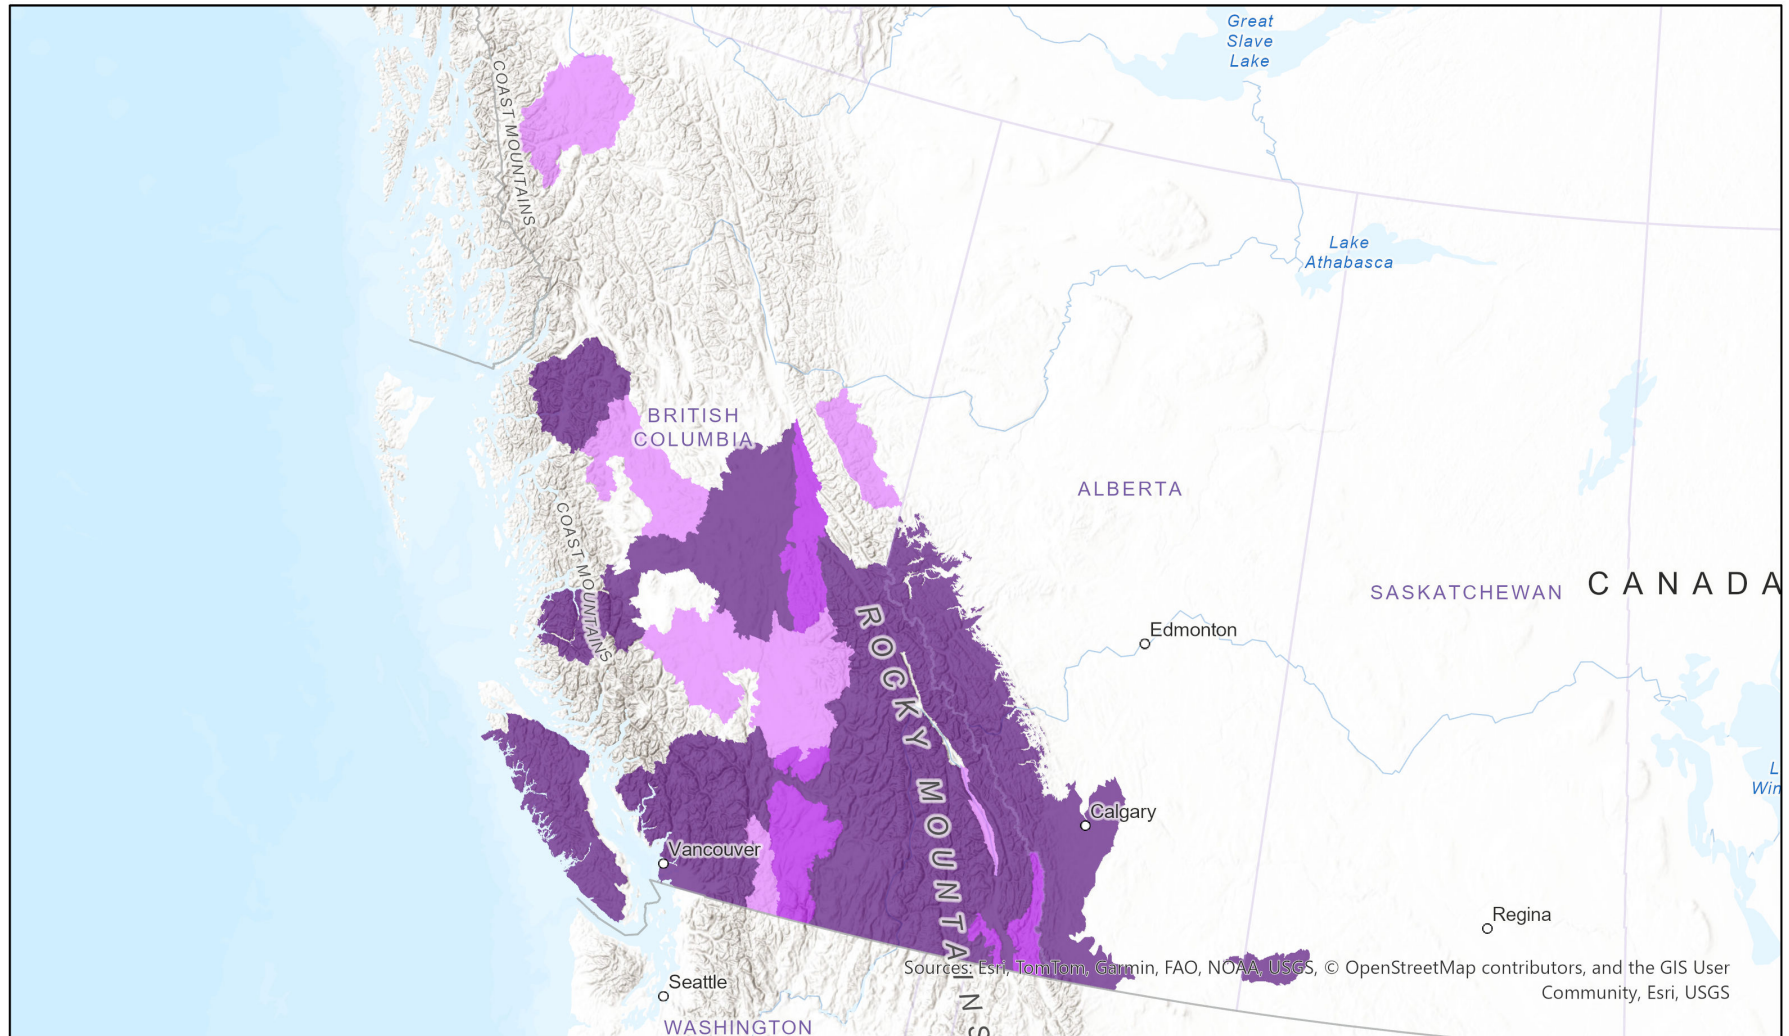 Great
Slave
Lake
COAST MOUNTAINS
Lake
Athabasca
BRITISH
COLUMBIA
ALBERTA
COAST MOUNTAINS
SASKATCHEWAN
CANADA
ROCKY MOUNTAINS
Edmonton
L
Win
Calgary
Vancouver
Regina
Sources: Esri, TomTom, Garmin, FAO, NOAA, USGS, © OpenStreetMap contributors, and the GIS User
Community, Esri, USGS
Seattle
WASHINGTON